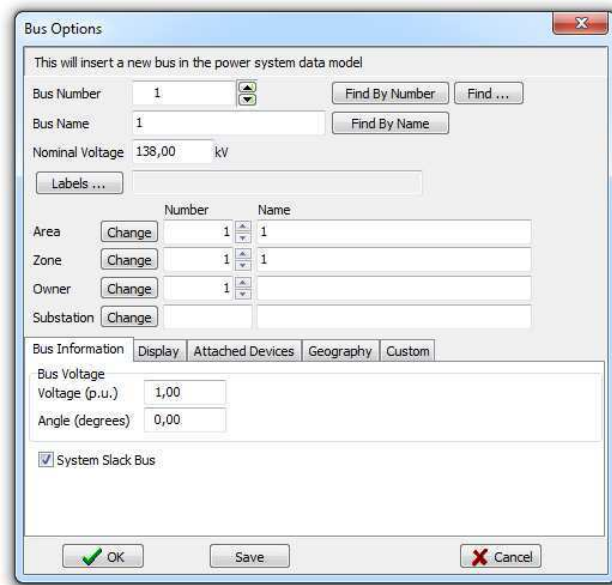 Bus Options
This will insert a new bus in the power system data model
Bus Number 1 Find By Number Find ...
Bus Name 1 Find By Name
Nominal Voltage 138,00 kV
Labels ...
Number Name
Area Change 1 1
Zone Change 1 1
Owner Change 1
Substation Change
Bus Information Display Attached Devices Geography Custom
Bus Voltage
Voltage (p.u.) 1,00
Angle (degrees) 0,00
System Slack Bus
OK Save Cancel